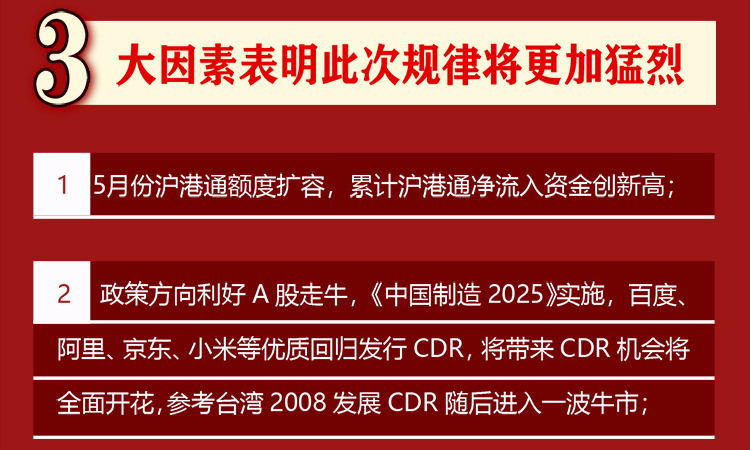 3 大因素表明此次规律将更加猛烈
1 5月份沪港通额度扩容，累计沪港通净流入资金创新高；
2 政策方向利好 A 股走牛，《中国制造 2025》实施，百度、
阿里、京东、小米等优质回归发行 CDR，将带来 CDR 机会将
全面开花，参考台湾 2008 发展 CDR 随后进入一波牛市；